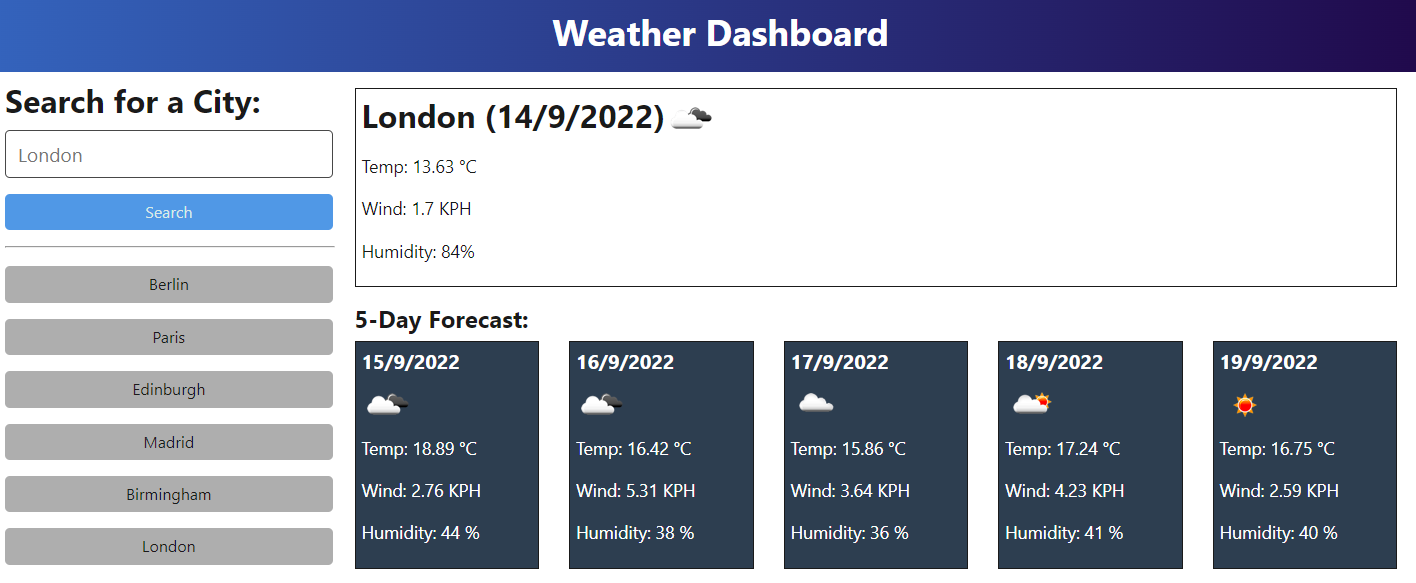 Weather Dashboard
Search for a City:
London
Search
Berlin
Paris
Edinburgh
Madrid
Birmingham
London
London (14/9/2022)
Temp: 13.63 °C
Wind: 1.7 KPH
Humidity: 84%
5-Day Forecast:
15/9/2022
Temp: 18.89 °C
Wind: 2.76 KPH
Humidity: 44 %
16/9/2022
Temp: 16.42 °C
Wind: 5.31 KPH
Humidity: 38 %
17/9/2022
Temp: 15.86 °C
Wind: 3.64 KPH
Humidity: 36 %
18/9/2022
Temp: 17.24 °C
Wind: 4.23 KPH
Humidity: 41 %
19/9/2022
Temp: 16.75 °C
Wind: 2.59 KPH
Humidity: 40 %